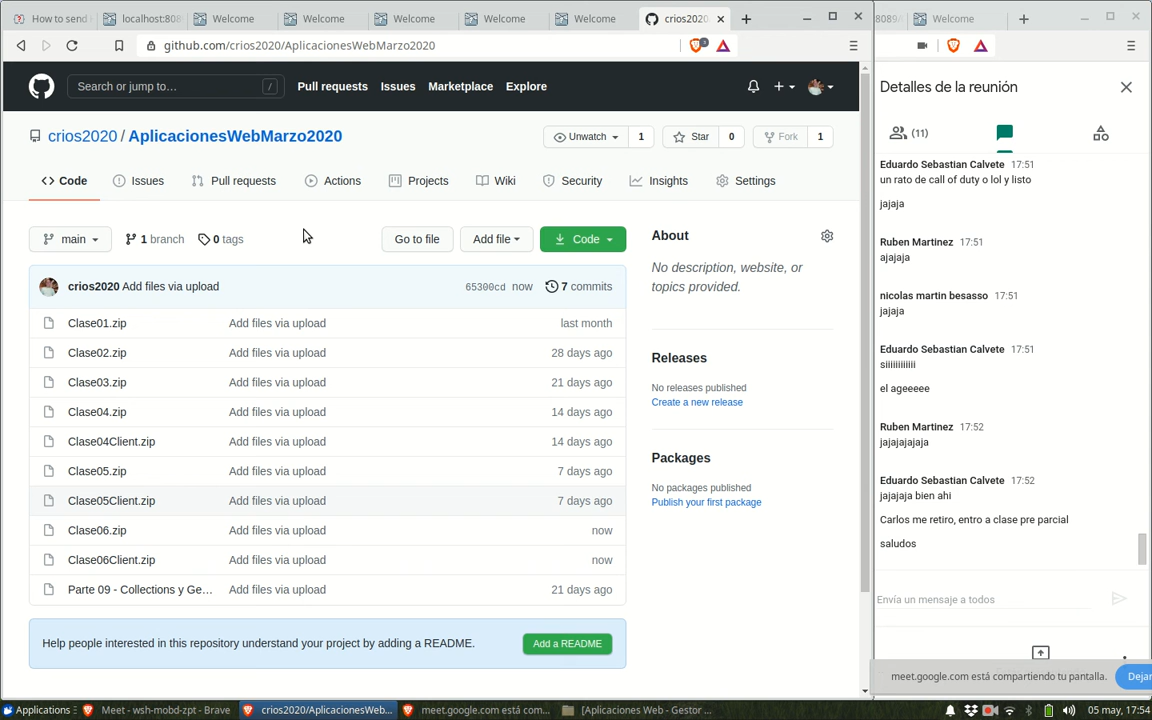 How to send
localhost:808
Welcome
Welcome
Welcome
Welcome
Welcome
crios2020
8089/
Welcome
github.com/crios2020/AplicacionesWebMarzo2020
3
Search or jump to…
/
Pull requests
Issues
Marketplace
Explore
crios2020 / AplicacionesWebMarzo2020
Unwatch
1
Star
0
Fork
1
Code
Issues
Pull requests
Actions
Projects
Wiki
Security
Insights
Settings
main
1 branch
0 tags
Go to file
Add file
Code
crios2020 Add files via upload
65300cd now
7 commits
Clase01.zip Add files via upload last month
Clase02.zip Add files via upload 28 days ago
Clase03.zip Add files via upload 21 days ago
Clase04.zip Add files via upload 14 days ago
Clase04Client.zip Add files via upload 14 days ago
Clase05.zip Add files via upload 7 days ago
Clase05Client.zip Add files via upload 7 days ago
Clase06.zip Add files via upload now
Clase06Client.zip Add files via upload now
Parte 09 - Collections y Ge… Add files via upload 21 days ago
Help people interested in this repository understand your project by adding a README.
Add a README
About
No description, website, or
topics provided.
Releases
No releases published
Create a new release
Packages
No packages published
Publish your first package
Detalles de la reunión
(11)
Eduardo Sebastian Calvete 17:51
un rato de call of duty o lol y listo
jajaja
Ruben Martinez 17:51
ajajaja
nicolas martin besasso 17:51
jajaja
Eduardo Sebastian Calvete 17:51
siiiiiiiiiiii
el ageeeee
Ruben Martinez 17:52
jajajajajaja
Eduardo Sebastian Calvete 17:52
jajajaja bien ahi
Carlos me retiro, entro a clase pre parcial
saludos
Envía un mensaje a todos
meet.google.com está compartiendo tu pantalla.
Dejar
Applications
Meet - wsh-mobd-zpt - Brave
crios2020/AplicacionesWeb...
meet.google.com está com...
[Aplicaciones Web - Gestor ...
05 may, 17:54